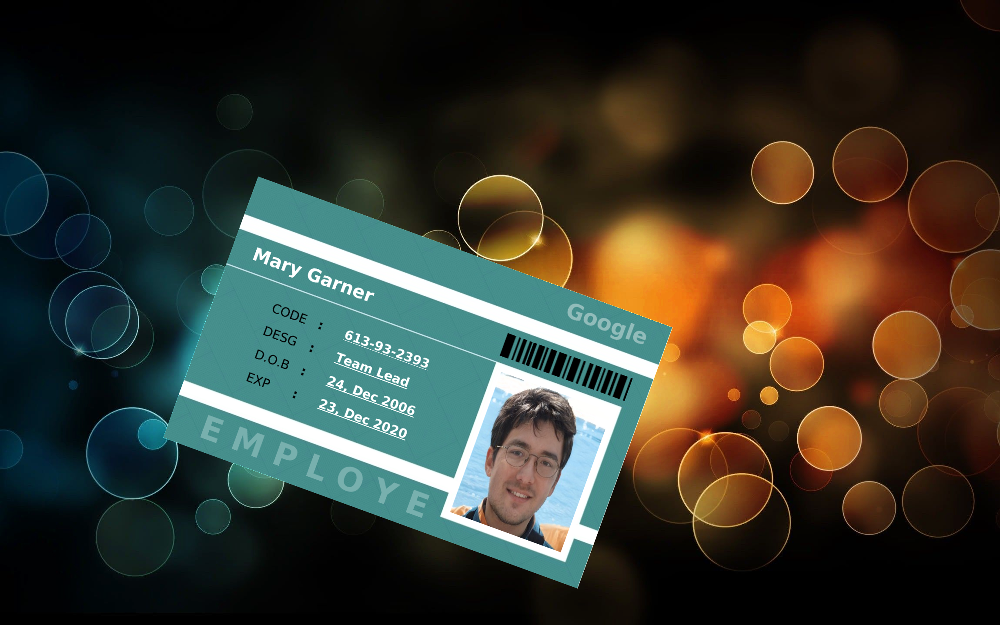 Google
Mary Garner
CODE : 613-93-2393
DESG : Team Lead
D.O.B : 24, Dec 2006
EXP : 23, Dec 2020
EMPLOYE